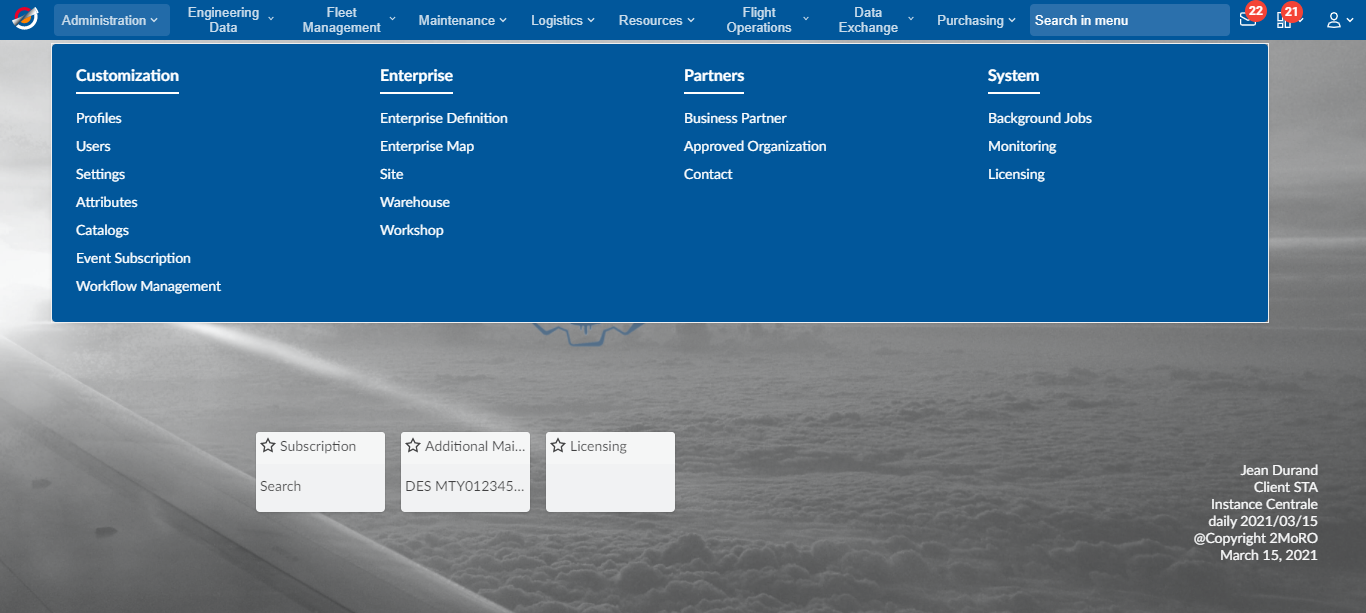 Administration
Engineering
Data
Fleet
Management
Maintenance
Logistics
Resources
Flight
Operations
Data
Exchange
Purchasing
Search in menu
22
21
Customization
Profiles
Users
Settings
Attributes
Catalogs
Event Subscription
Workflow Management
Enterprise
Enterprise Definition
Enterprise Map
Site
Warehouse
Workshop
Partners
Business Partner
Approved Organization
Contact
System
Background Jobs
Monitoring
Licensing
Subscription
Search
Additional Mai...
DES MTY012345...
Licensing
Jean Durand
Client STA
Instance Centrale
daily 2021/03/15
@Copyright 2MoRO
March 15, 2021